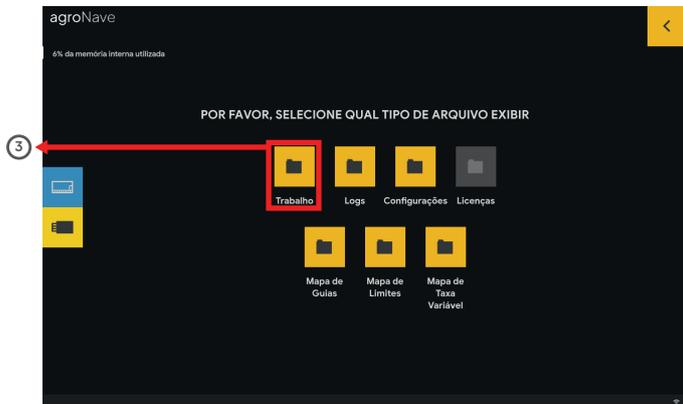 agroNave
6% da memória interna utilizada
POR FAVOR, SELECIONE QUAL TIPO DE ARQUIVO EXIBIR
3
Trabalho
Logs
Configurações
Licenças
Mapa de
Guias
Mapa de
Limites
Mapa de
Taxa
Variável